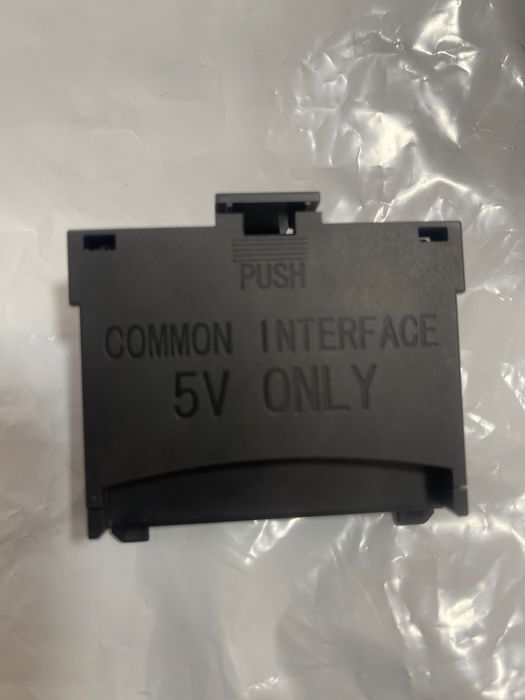 PUSH
COMMON INTERFACE
5V ONLY